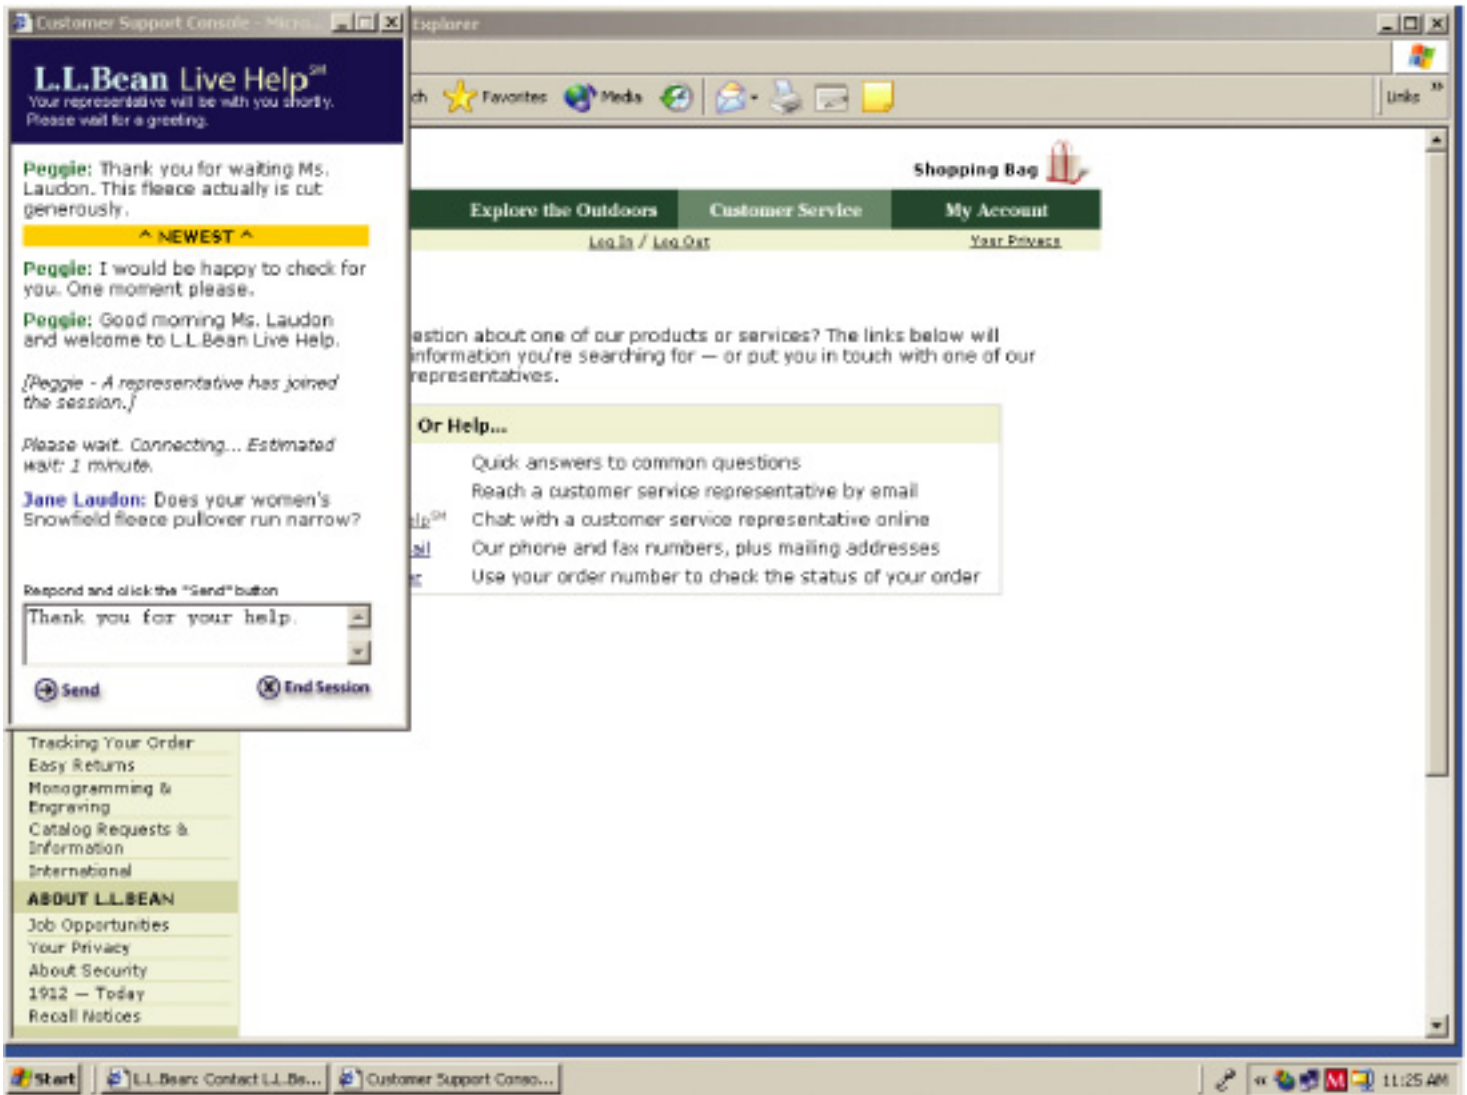 Customer Support Console - Micro...
Explorer
L.L.Bean Live Help SM
Your representative will be with you shortly.
Please wait for a greeting.
ch Favorites Media
Links »
Peggie: Thank you for waiting Ms.
Laudon. This fleece actually is cut
generously.
^ NEWEST ^
Peggie: I would be happy to check for
you. One moment please.
Peggie: Good morning Ms. Laudon
and welcome to L.L.Bean Live Help.
[Peggie - A representative has joined
the session.]
Please wait. Connecting... Estimated
wait: 1 minute.
Jane Laudon: Does your women's
Snowfield fleece pullover run narrow?
Respond and click the "Send" button
Thank you for your help.
Send
End Session
Shopping Bag
Explore the Outdoors Customer Service My Account
Log In / Log Out Your Privacy
estion about one of our products or services? The links below will
information you're searching for — or put you in touch with one of our
representatives.
Or Help...
Quick answers to common questions
Reach a customer service representative by email
elp SM Chat with a customer service representative online
ail Our phone and fax numbers, plus mailing addresses
r Use your order number to check the status of your order
Tracking Your Order
Easy Returns
Monogramming &
Engraving
Catalog Requests &
Information
International
ABOUT L.L.BEAN
Job Opportunities
Your Privacy
About Security
1912 — Today
Recall Notices
Start L.L.Bean: Contact L.L.Be... Customer Support Conso... « M 11:25 AM